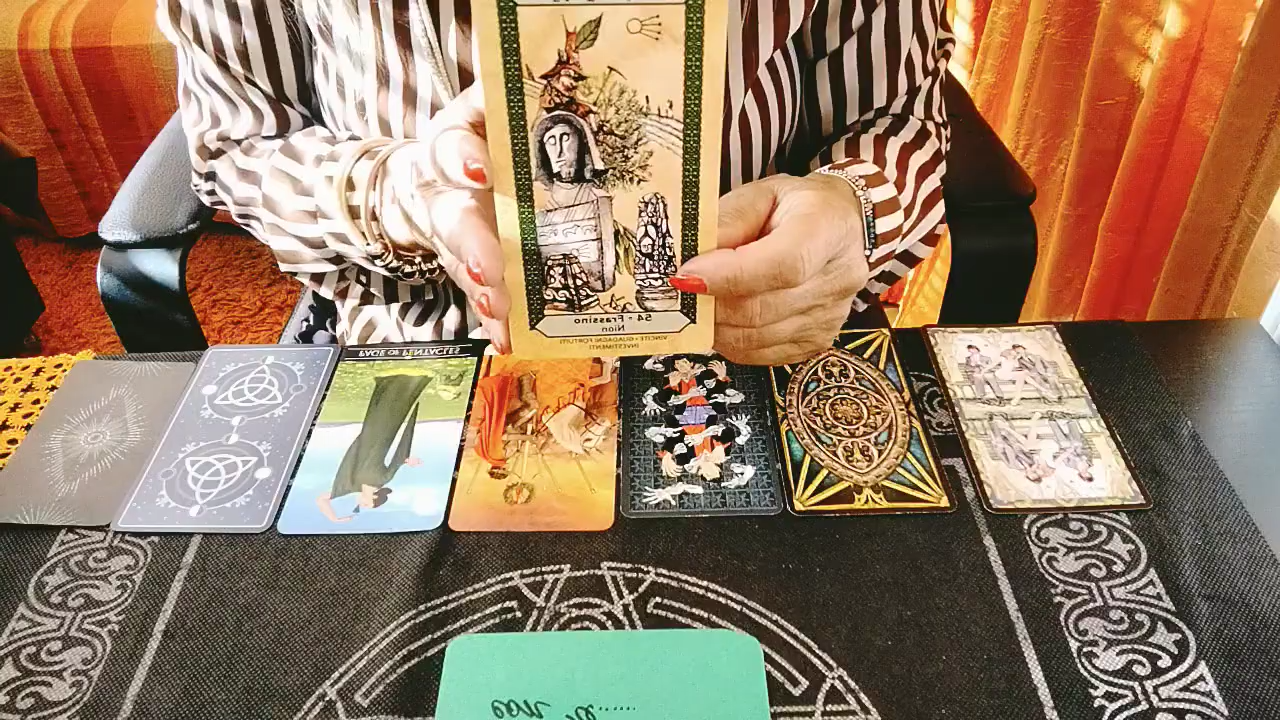 54 - Frassino
Nion
VINCITE - GUADAGNI FORTUITI
INVESTIMENTI
PAGE OF PENTACLES